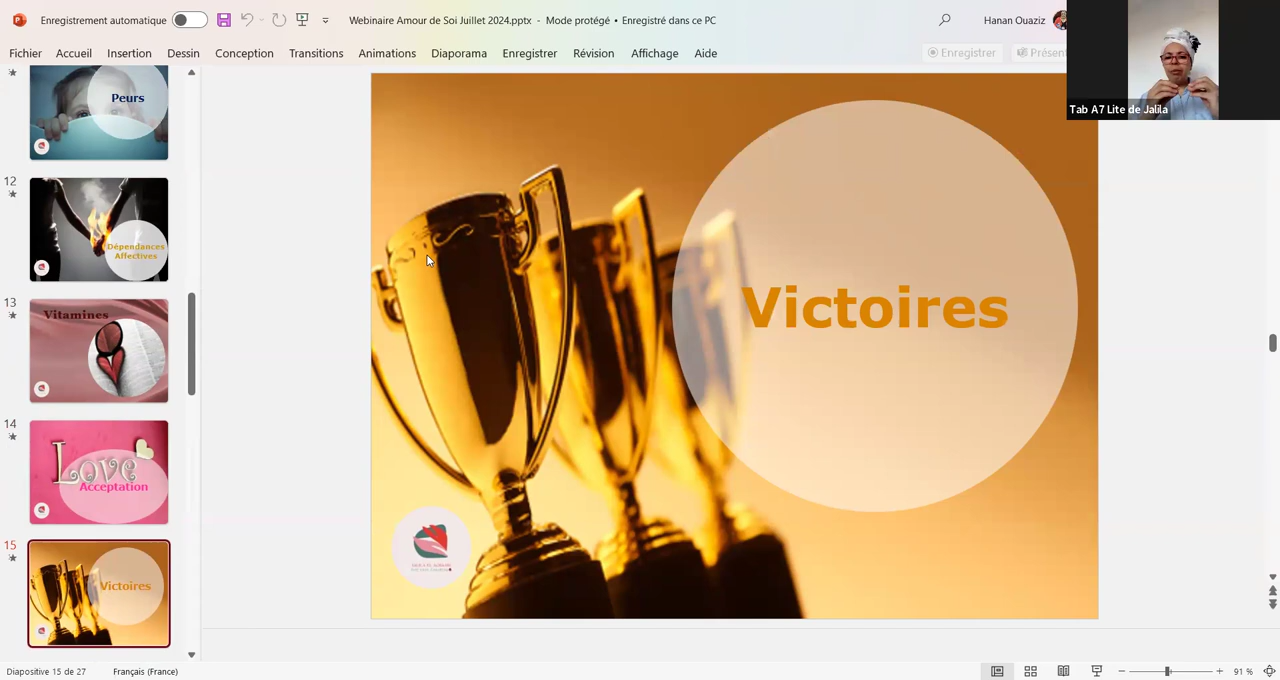 Enregistrement automatique
Webinaire Amour de Soi Juillet 2024.pptx - Mode protégé • Enregistré dans ce PC
Hanan Ouaziz
Fichier Accueil Insertion Dessin Conception Transitions Animations Diaporama Enregistrer Révision Affichage Aide
Enregistrer
Présen
Tab A7 Lite de Jalila
Peurs
12
Dépendances
Affectives
13
Vitamines
14
Love
Acceptation
15
Victoires
Victoires
Diapositive 15 de 27
Français (France)
91 %